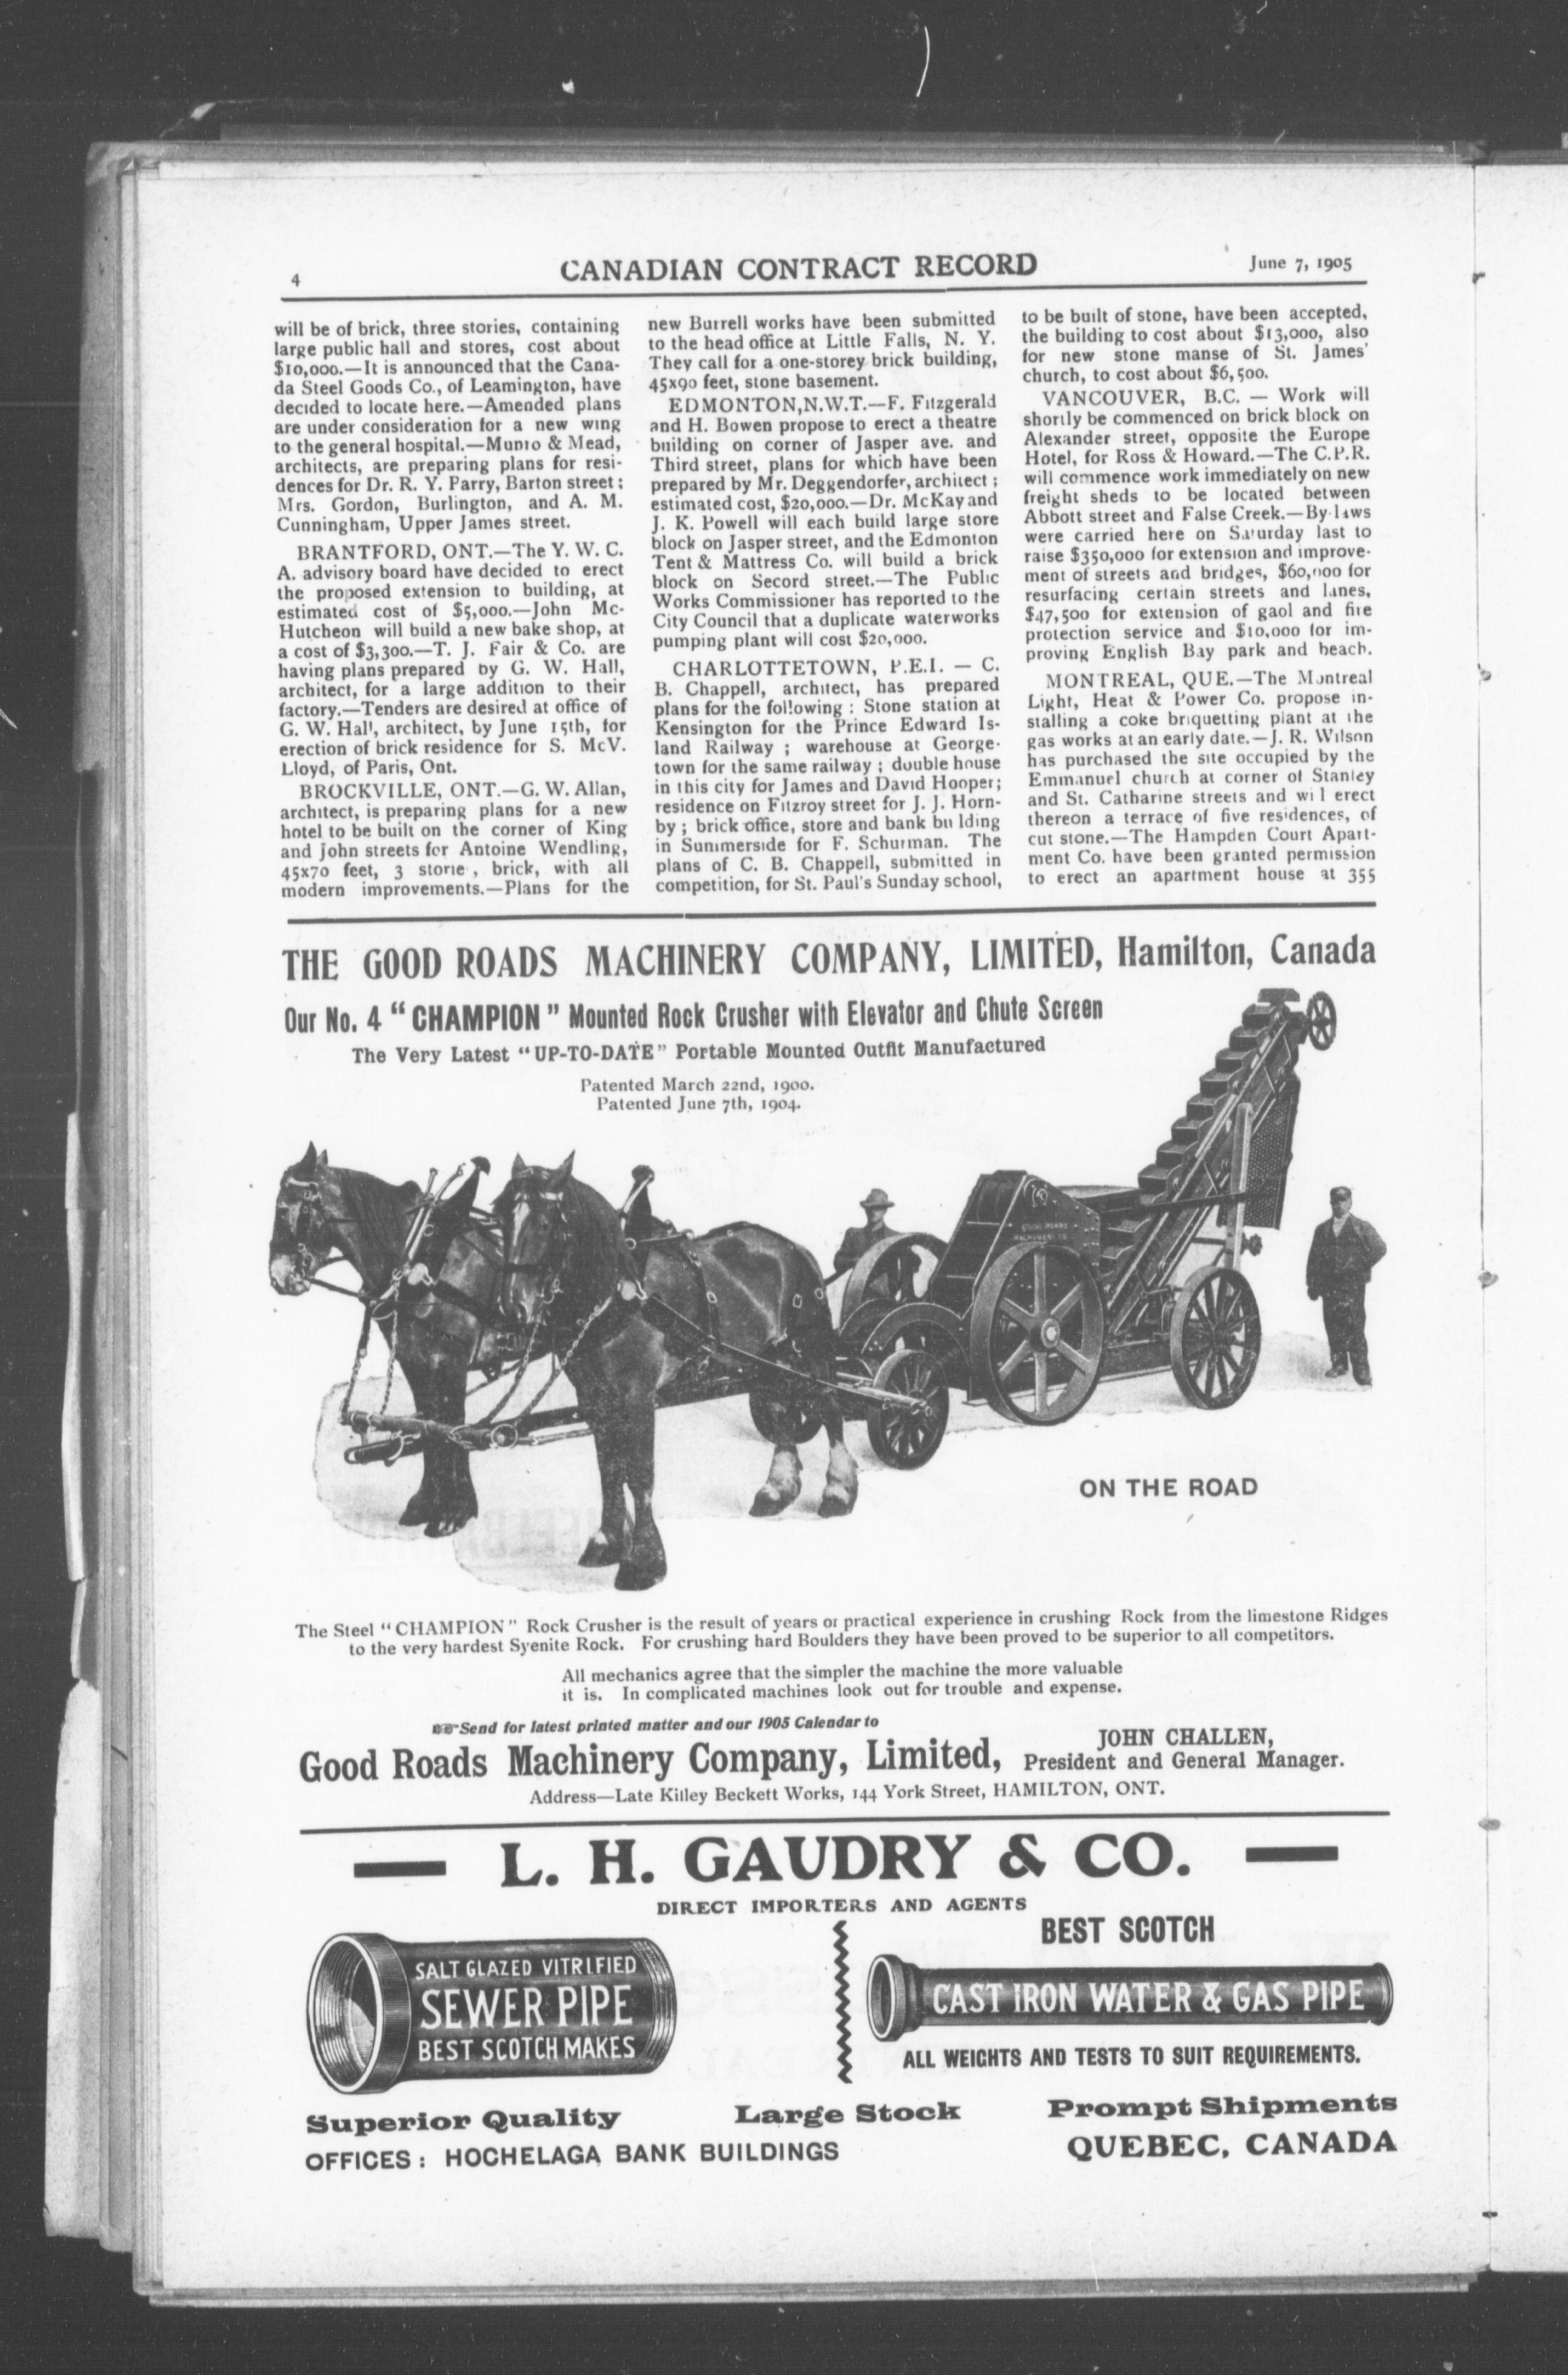 4
CANADIAN CONTRACT RECORD
June 7, 1905
will be of brick, three stories, containing
large public hall and stores, cost about
$10,000.—It is announced that the Cana-
da Steel Goods Co., of Leamington, have
decided to locate here.—Amended plans
are under consideration for a new wing
to the general hospital.—Munro & Mead,
architects, are preparing plans for resi-
dences for Dr. R. Y. Parry, Barton street ;
Mrs. Gordon, Burlington, and A. M.
Cunningham, Upper James street.
BRANTFORD, ONT.—The Y. W. C.
A. advisory board have decided to erect
the proposed extension to building, at
estimated cost of $5,000.—John Mc-
Hutcheon will build a new bake shop, at
a cost of $3,300.—T. J. Fair & Co. are
having plans prepared by G. W. Hall,
architect, for a large addition to their
factory.—Tenders are desired at office of
G. W. Hall, architect, by June 15th, for
erection of brick residence for S. McV.
Lloyd, of Paris, Ont.
BROCKVILLE, ONT.—G. W. Allan,
architect, is preparing plans for a new
hotel to be built on the corner of King
and John streets for Antoine Wendling,
45x70 feet, 3 storie , brick, with all
modern improvements.—Plans for the
new Burrell works have been submitted
to the head office at Little Falls, N. Y.
They call for a one-storey brick building,
45x90 feet, stone basement.
EDMONTON,N.W.T.—F. Fitzgerald
and H. Bowen propose to erect a theatre
building on corner of Jasper ave. and
Third street, plans for which have been
prepared by Mr. Deggendorfer, architect ;
estimated cost, $20,000.—Dr. McKay and
J. K. Powell will each build large store
block on Jasper street, and the Edmonton
Tent & Mattress Co. will build a brick
block on Secord street.—The Public
Works Commissioner has reported to the
City Council that a duplicate waterworks
pumping plant will cost $20,000.
CHARLOTTETOWN, P.E.I. — C.
B. Chappell, architect, has prepared
plans for the following : Stone station at
Kensington for the Prince Edward Is-
land Railway ; warehouse at George-
town for the same railway ; double house
in this city for James and David Hooper;
residence on Fitzroy street for J. J. Horn-
by ; brick office, store and bank bu lding
in Summerside for F. Schurman. The
plans of C. B. Chappell, submitted in
competition, for St. Paul's Sunday school,
to be built of stone, have been accepted,
the building to cost about $13,000, also
for new stone manse of St. James'
church, to cost about $6,500.
VANCOUVER, B.C. — Work will
shortly be commenced on brick block on
Alexander street, opposite the Europe
Hotel, for Ross & Howard.—The C.P.R.
will commence work immediately on new
freight sheds to be located between
Abbott street and False Creek.—By-laws
were carried here on Saturday last to
raise $350,000 for extension and improve-
ment of streets and bridges, $60,000 for
resurfacing certain streets and lanes,
$47,500 for extension of gaol and fire
protection service and $10,000 for im-
proving English Bay park and beach.
MONTREAL, QUE.—The Montreal
Light, Heat & Power Co. propose in-
stalling a coke briquetting plant at the
gas works at an early date.—J. R. Wilson
has purchased the site occupied by the
Emmanuel church at corner of Stanley
and St. Catharine streets and wi l erect
thereon a terrace of five residences, of
cut stone.—The Hampden Court Apart-
ment Co. have been granted permission
to erect an apartment house at 355
THE GOOD ROADS MACHINERY COMPANY, LIMITED, Hamilton, Canada
Our No. 4 "CHAMPION" Mounted Rock Crusher with Elevator and Chute Screen
The Very Latest "UP-TO-DATE" Portable Mounted Outfit Manufactured
Patented March 22nd, 1900.
Patented June 7th, 1904.
GOOD ROADS
MACHINERY CO
ON THE ROAD
The Steel "CHAMPION" Rock Crusher is the result of years of practical experience in crushing Rock from the limestone Ridges
to the very hardest Syenite Rock. For crushing hard Boulders they have been proved to be superior to all competitors.
All mechanics agree that the simpler the machine the more valuable
it is. In complicated machines look out for trouble and expense.
☞Send for latest printed matter and our 1905 Calendar to
Good Roads Machinery Company, Limited,
JOHN CHALLEN,
President and General Manager.
Address—Late Killey Beckett Works, 144 York Street, HAMILTON, ONT.
— L. H. GAUDRY & CO. —
DIRECT IMPORTERS AND AGENTS
SALT GLAZED VITRIFIED
SEWER PIPE
BEST SCOTCH MAKES
BEST SCOTCH
CAST IRON WATER & GAS PIPE
ALL WEIGHTS AND TESTS TO SUIT REQUIREMENTS.
Superior Quality
Large Stock
Prompt Shipments
OFFICES : HOCHELAGA BANK BUILDINGS
QUEBEC, CANADA